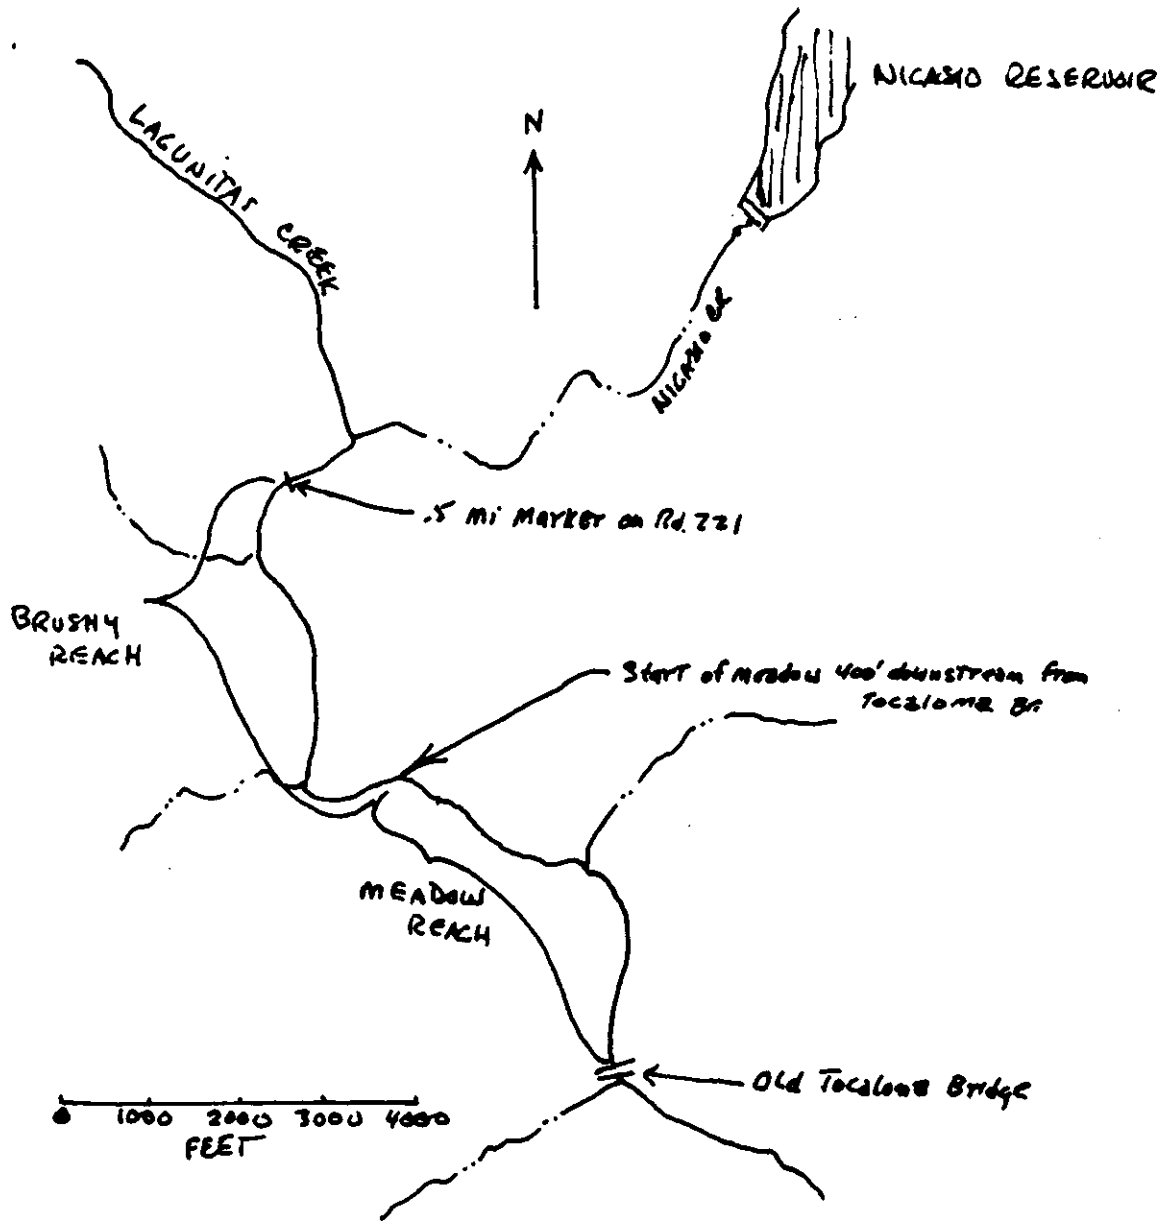 NICASIO RESERVOIR
N
LAGUNITAS
CREEK
NICASIO CR
.5 mi Marker on Rd. 221
BRUSHY
REACH
Start of meadow 400' downstream from
Tocaloma Br.
MEADOW
REACH
Old Tocaloma Bridge
0 1000 2000 3000 4000
FEET